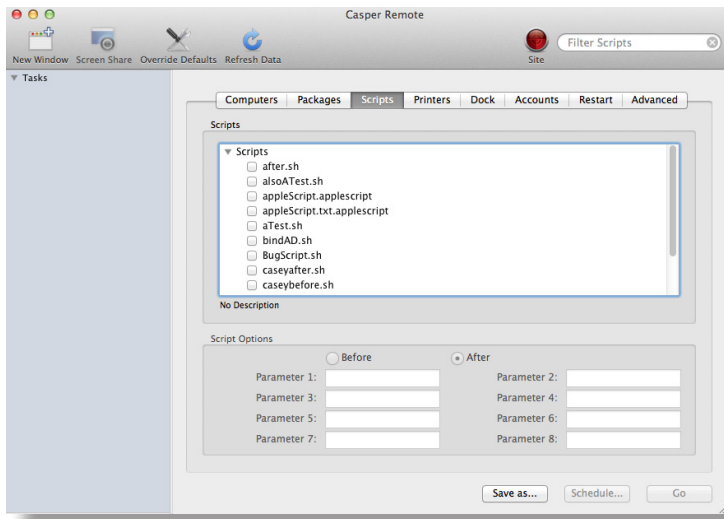 Casper Remote
New Window Screen Share Override Defaults Refresh Data Site Filter Scripts
Tasks
Computers Packages Scripts Printers Dock Accounts Restart Advanced
Scripts
Scripts
after.sh
alsoATest.sh
appleScript.applescript
appleScript.txt.applescript
aTest.sh
bindAD.sh
BugScript.sh
caseyafter.sh
caseybefore.sh
No Description
Script Options
Before After
Parameter 1: Parameter 2:
Parameter 3: Parameter 4:
Parameter 5: Parameter 6:
Parameter 7: Parameter 8:
Save as... Schedule... Go